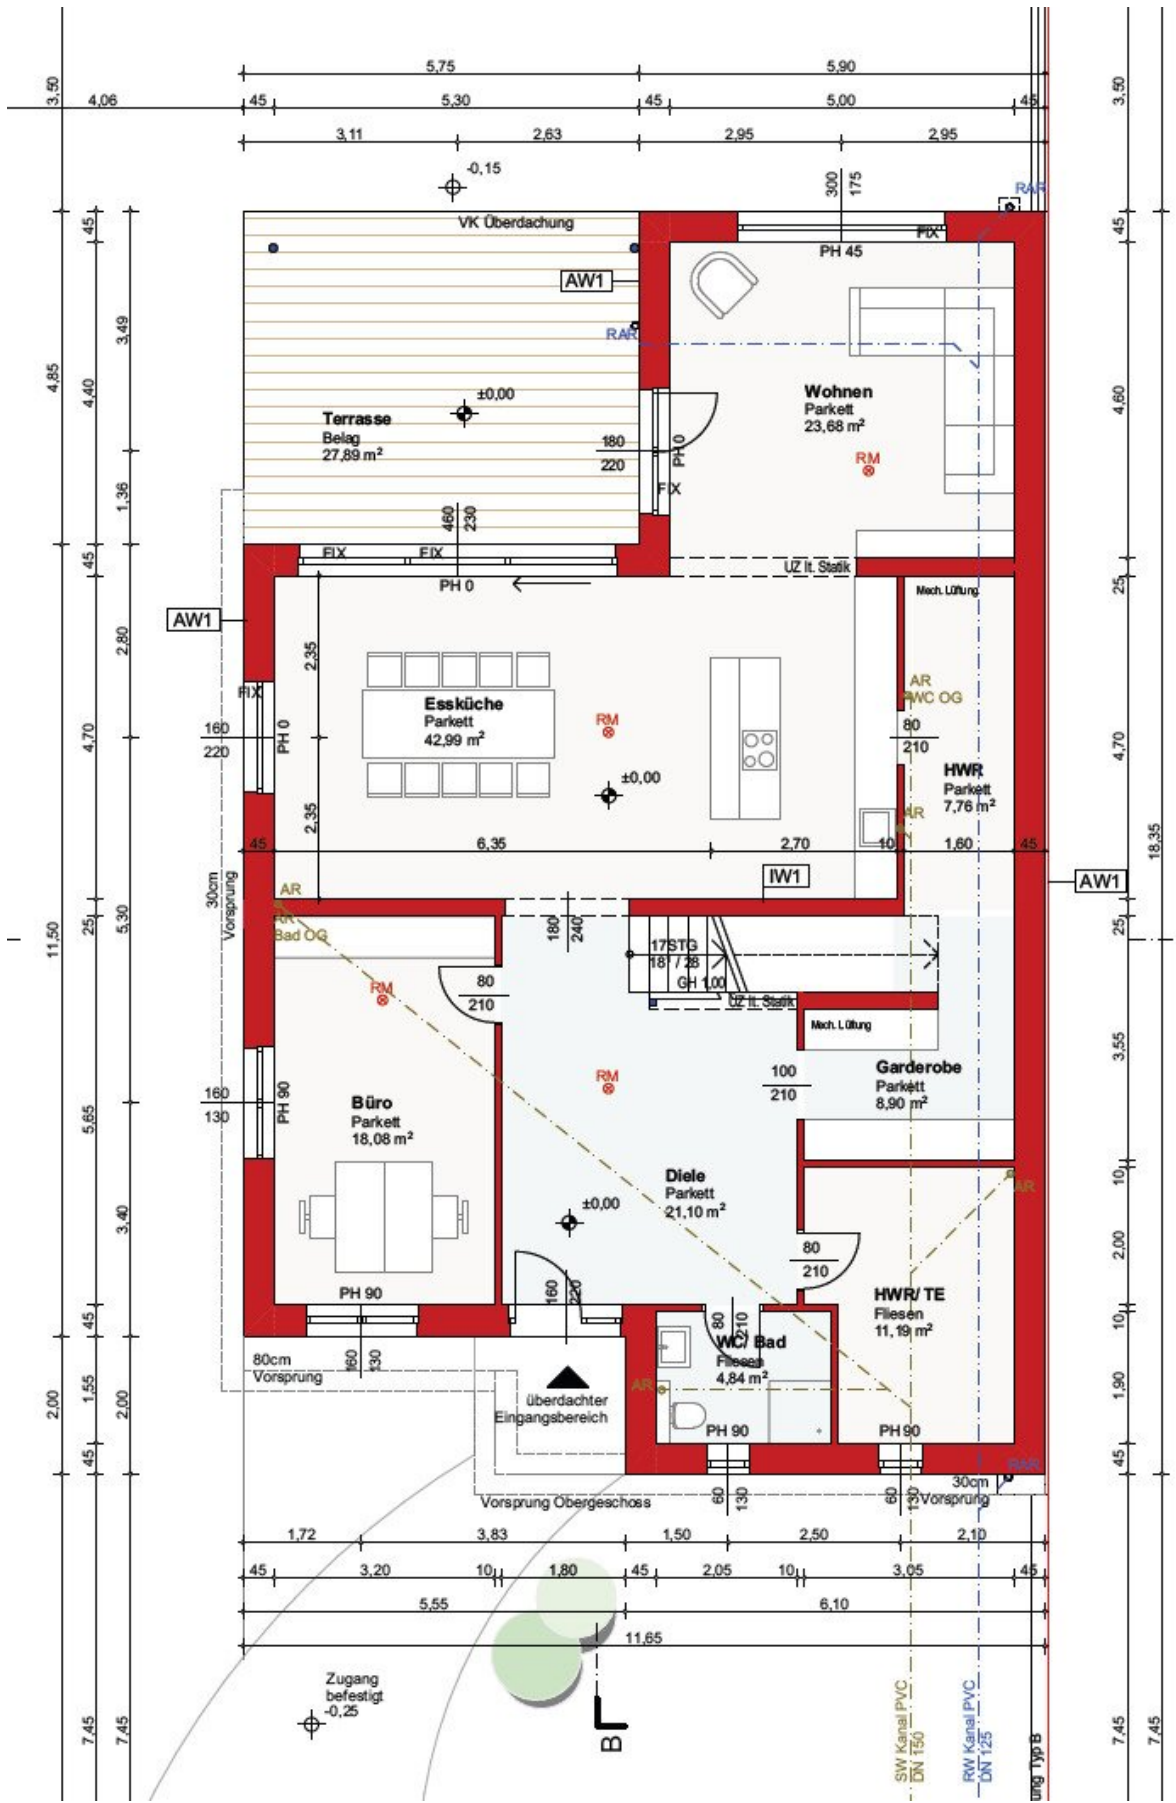 5,75
5,90
3,50
4,06
45
5,30
45
5,00
45
3,50
3,11
2,63
2,95
2,95
-0,15
300
175
RAR
VK Überdachung
FIX
PH 45
45
45
AW1
3,49
RAR
4,85
4,40
4,60
±0,00
Wohnen
Parkett
23,68 m²
Terrasse
Belag
27,89 m²
180
220
PH 0
RM
FIX
1,36
460
230
45
FIX
FIX
UZ lt. Statik
PH 0
25
Mech. Lüftung
AW1
2,80
2,35
FIX
Essküche
Parkett
42,99 m²
RM
AR
WC OG
160
220
PH 0
4,70
80
210
4,70
±0,00
HWR
Parkett
7,76 m²
2,35
AR
18,35
45
6,35
2,70
10
1,60
45
IW1
AW1
30cm
Vorsprung
AR
AR
Bad OG
11,50
25
5,30
180
240
17STG
18 / 28
GH 1,00
25
80
210
RM
UZ lt. Statik
Mech. Lüftung
3,55
RM
100
210
Garderobe
Parkett
8,90 m²
160
130
PH 90
Büro
Parkett
18,08 m²
5,65
Diele
Parkett
21,10 m²
10
AR
3,40
±0,00
80
210
2,00
160
220
HWR/ TE
Fliesen
11,19 m²
PH 90
45
80
210
10
WC/ Bad
Fliesen
4,84 m²
80cm
Vorsprung
160
130
AR
überdachter
Eingangsbereich
2,00
1,55
2,00
1,90
PH 90
PH 90
45
45
RAR
30cm
Vorsprung
Vorsprung Obergeschoss
60
130
60
130
1,72
3,83
1,50
2,50
2,10
45
3,20
10
1,80
45
2,05
10
3,05
45
5,55
6,10
11,65
Zugang
befestigt
-0,25
B
7,45
7,45
SW Kanal PVC
DN 150
RW Kanal PVC
DN 125
ung Typ B
7,45
7,45